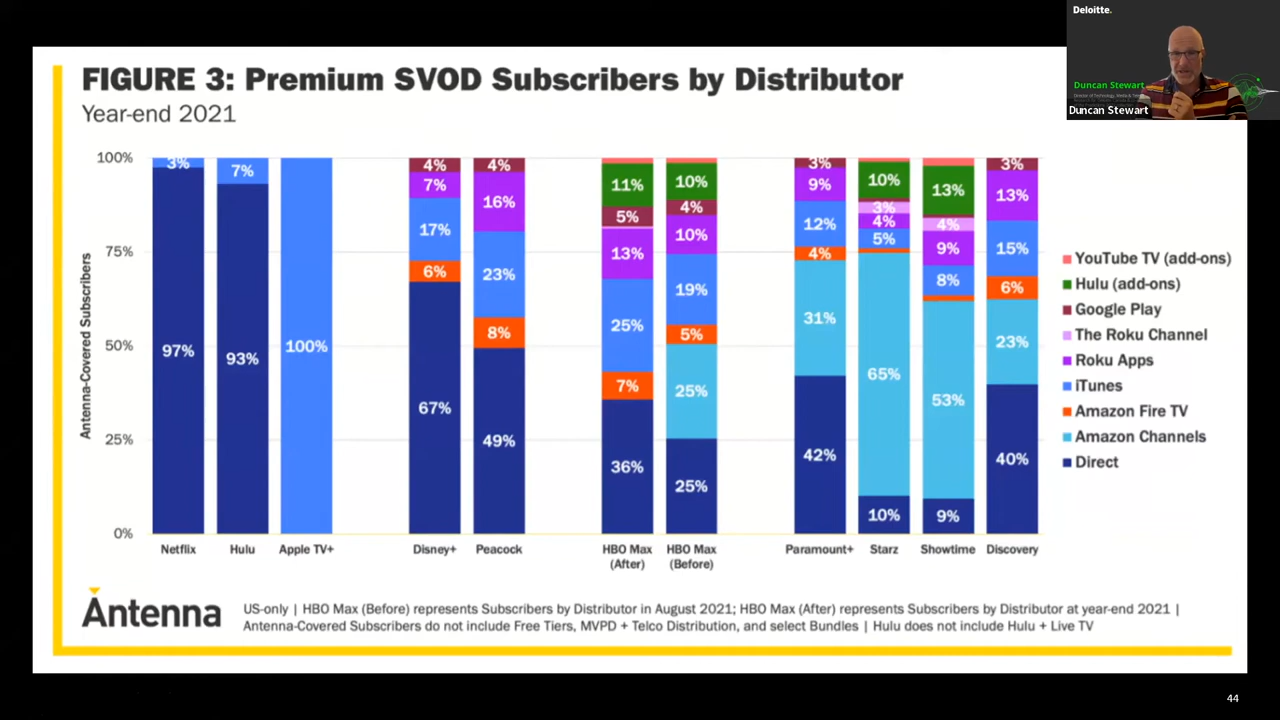 Deloitte.
Duncan Stewart
Duncan Stewart
FIGURE 3: Premium SVOD Subscribers by Distributor
Year-end 2021
Antenna-Covered Subscribers
100%
75%
50%
25%
0%
3%
97%
7%
93%
100%
4%
7%
17%
6%
67%
4%
16%
23%
8%
49%
11%
5%
13%
25%
7%
36%
10%
4%
10%
19%
5%
25%
25%
3%
9%
12%
4%
31%
42%
10%
3%
4%
5%
65%
10%
13%
4%
9%
8%
53%
9%
3%
13%
15%
6%
23%
40%
Netflix
Hulu
Apple TV+
Disney+
Peacock
HBO Max
(After)
HBO Max
(Before)
Paramount+
Starz
Showtime
Discovery
YouTube TV (add-ons)
Hulu (add-ons)
Google Play
The Roku Channel
Roku Apps
iTunes
Amazon Fire TV
Amazon Channels
Direct
Antenna
US-only | HBO Max (Before) represents Subscribers by Distributor in August 2021; HBO Max (After) represents Subscribers by Distributor at year-end 2021 |
Antenna-Covered Subscribers do not include Free Tiers, MVPD + Telco Distribution, and select Bundles | Hulu does not include Hulu + Live TV
44